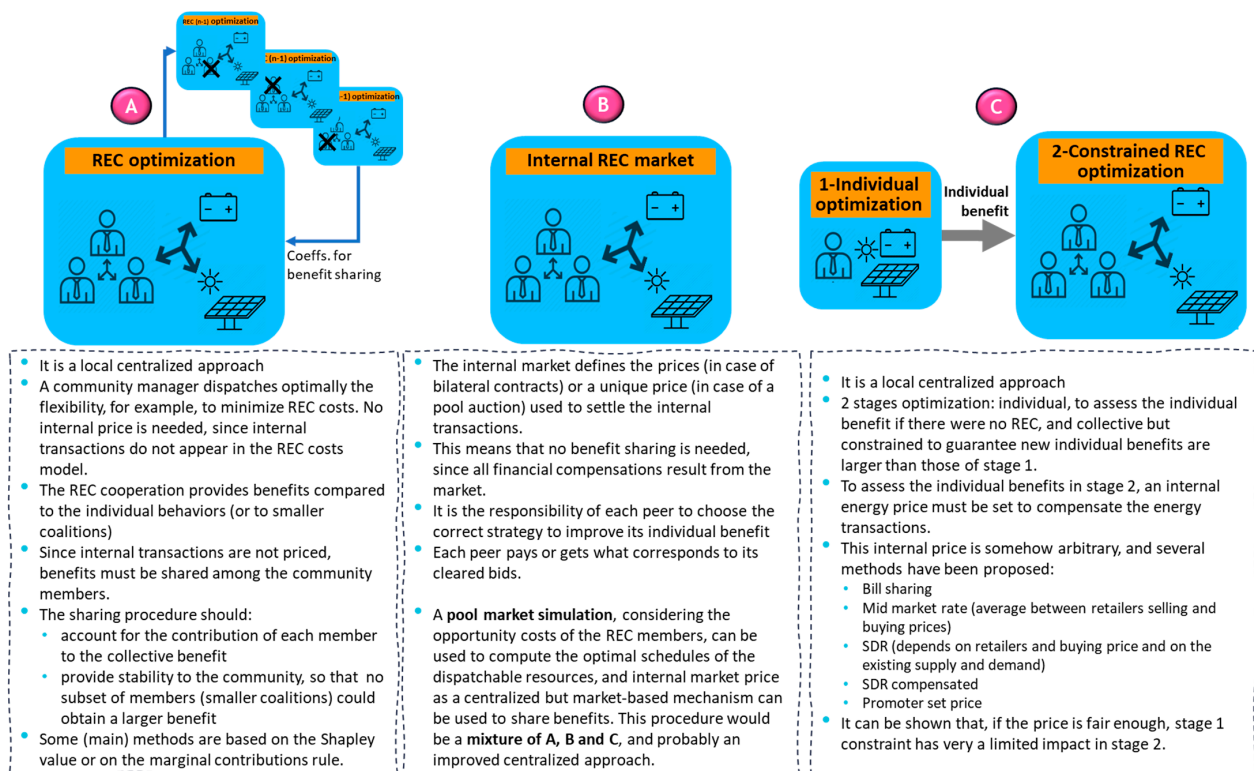 A
REC (n-1) optimization
(n-1) optimization
-1) optimization
REC optimization
Coeffs. for
benefit sharing
• It is a local centralized approach
• A community manager dispatches optimally the
flexibility, for example, to minimize REC costs. No
internal price is needed, since internal
transactions do not appear in the REC costs
model.
• The REC cooperation provides benefits compared
to the individual behaviors (or to smaller
coalitions)
• Since internal transactions are not priced,
benefits must be shared among the community
members.
• The sharing procedure should:
• account for the contribution of each member
to the collective benefit
• provide stability to the community, so that no
subset of members (smaller coalitions) could
obtain a larger benefit
• Some (main) methods are based on the Shapley
value or on the marginal contributions rule.
B
Internal REC market
• The internal market defines the prices (in case of
bilateral contracts) or a unique price (in case of a
pool auction) used to settle the internal
transactions.
• This means that no benefit sharing is needed,
since all financial compensations result from the
market.
• It is the responsibility of each peer to choose the
correct strategy to improve its individual benefit
• Each peer pays or gets what corresponds to its
cleared bids.
• A pool market simulation, considering the
opportunity costs of the REC members, can be
used to compute the optimal schedules of the
dispatchable resources, and internal market price
as a centralized but market-based mechanism can
be used to share benefits. This procedure would
be a mixture of A, B and C, and probably an
improved centralized approach.
C
1-Individual
optimization
Individual
benefit
2-Constrained REC
optimization
• It is a local centralized approach
• 2 stages optimization: individual, to assess the individual
benefit if there were no REC, and collective but
constrained to guarantee new individual benefits are
larger than those of stage 1.
• To assess the individual benefits in stage 2, an internal
energy price must be set to compensate the energy
transactions.
• This internal price is somehow arbitrary, and several
methods have been proposed:
• Bill sharing
• Mid market rate (average between retailers selling and
buying prices)
• SDR (depends on retailers and buying price and on the
existing supply and demand)
• SDR compensated
• Promoter set price
• It can be shown that, if the price is fair enough, stage 1
constraint has very a limited impact in stage 2.